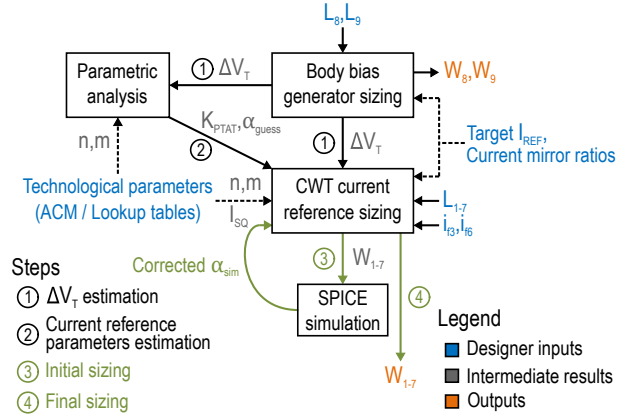 L8,L9
Parametric
analysis
① ΔVT
Body bias
generator sizing
W8,W9
KPTAT,αguess
②
① ΔVT
n,m
Target IREF,
Current mirror ratios
Technological parameters
(ACM / Lookup tables)
n,m
ISQ
CWT current
reference sizing
L1-7
if3,if6
Corrected αsim
③ W1-7
④
SPICE
simulation
W1-7
Steps
① ΔVT estimation
② Current reference
parameters estimation
③ Initial sizing
④ Final sizing
Legend
Designer inputs
Intermediate results
Outputs